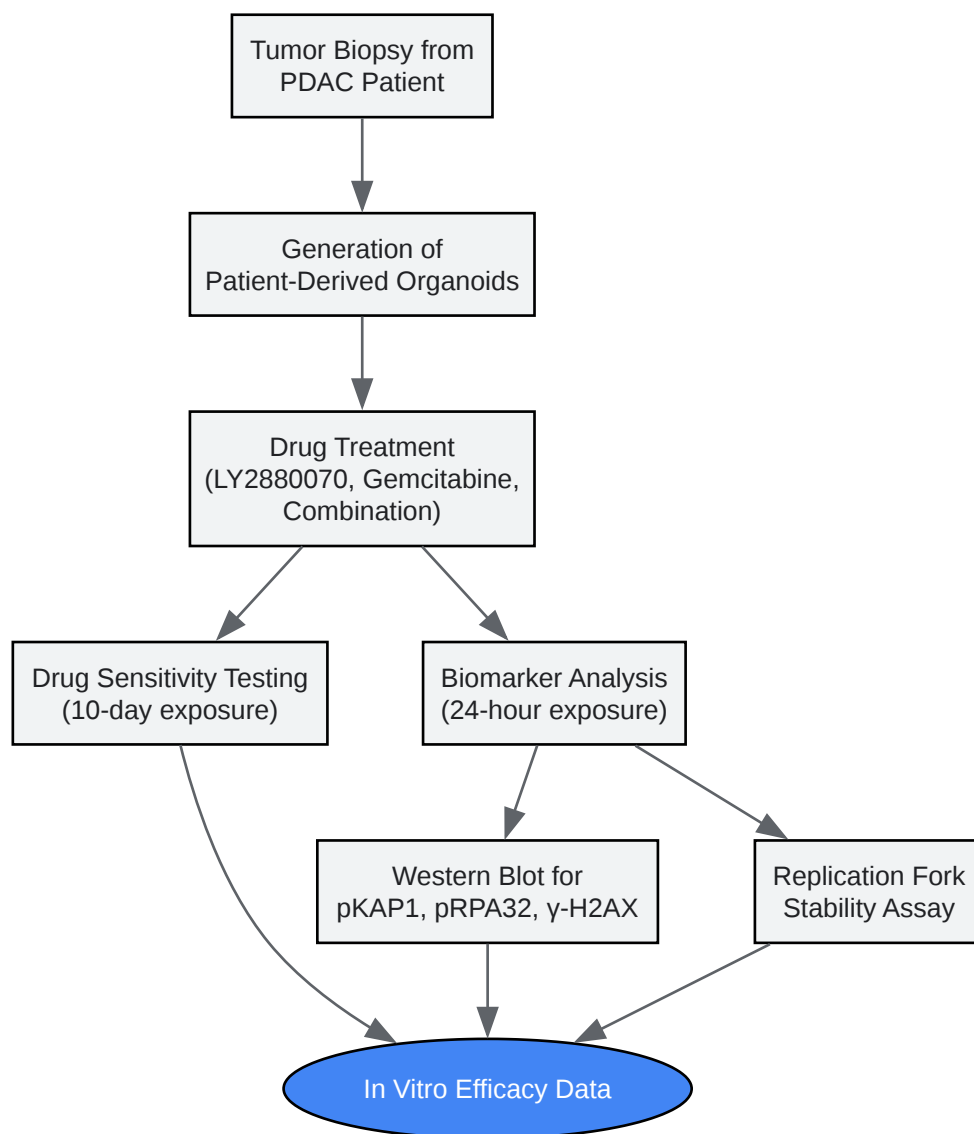 Tumor Biopsy from
PDAC Patient
Generation of
Patient-Derived Organoids
Drug Treatment
(LY2880070, Gemcitabine,
Combination)
Drug Sensitivity Testing
(10-day exposure)
Biomarker Analysis
(24-hour exposure)
Western Blot for
pKAP1, pRPA32, γ-H2AX
Replication Fork
Stability Assay
In Vitro Efficacy Data